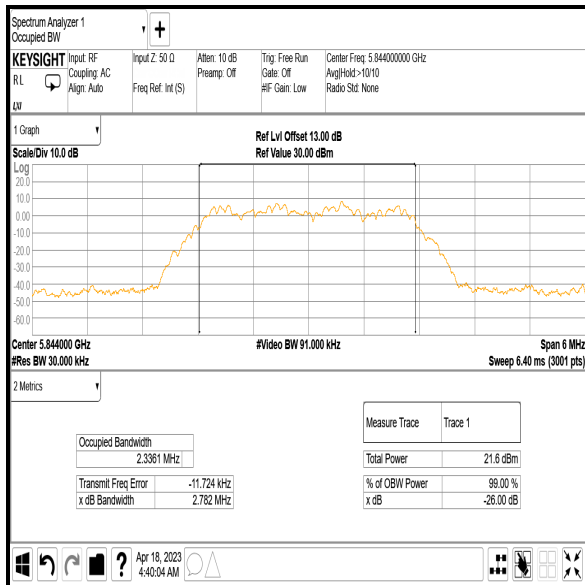 Spectrum Analyzer 1
Occupied BW
KEYSIGHT
RL
LXI
Input: RF
Coupling: AC
Align: Auto
Input Z: 50 Ω
Freq Ref: Int (S)
Atten: 10 dB
Preamp: Off
Trig: Free Run
Gate: Off
#IF Gain: Low
Center Freq: 5.844000000 GHz
Avg|Hold:>10/10
Radio Std: None
1 Graph
Scale/Div 10.0 dB
Ref Lvl Offset 13.00 dB
Ref Value 30.00 dBm
Log
20.0
10.0
0.00
-10.0
-20.0
-30.0
-40.0
-50.0
-60.0
Center 5.844000 GHz
#Res BW 30.000 kHz
#Video BW 91.000 kHz
Span 6 MHz
Sweep 6.40 ms (3001 pts)
2 Metrics
Occupied Bandwidth
2.3361 MHz
Transmit Freq Error -11.724 kHz
x dB Bandwidth 2.782 MHz
Measure Trace Trace 1
Total Power 21.6 dBm
% of OBW Power 99.00 %
x dB -26.00 dB
?
Apr 18, 2023
4:40:04 AM